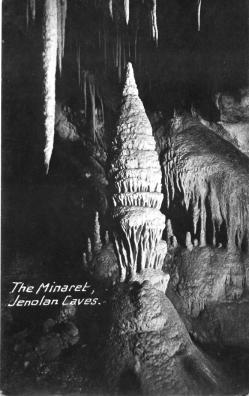 The Minaret,
Jenolan Caves.